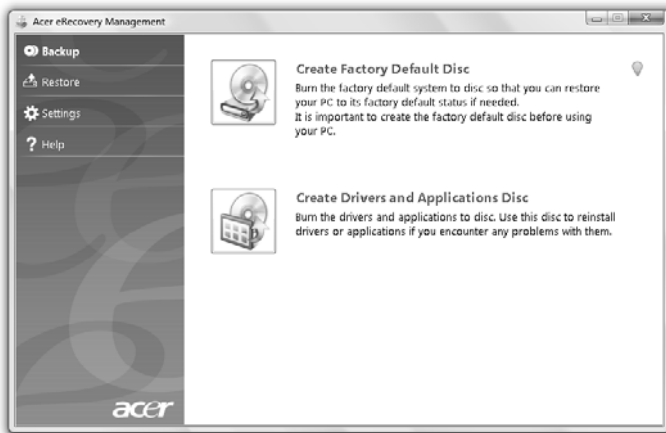 Acer eRecovery Management
Backup
Restore
Settings
? Help
Create Factory Default Disc
Burn the factory default system to disc so that you can restore
your PC to its factory default status if needed.
It is important to create the factory default disc before using
your PC.
Create Drivers and Applications Disc
Burn the drivers and applications to disc. Use this disc to reinstall
drivers or applications if you encounter any problems with them.
acer